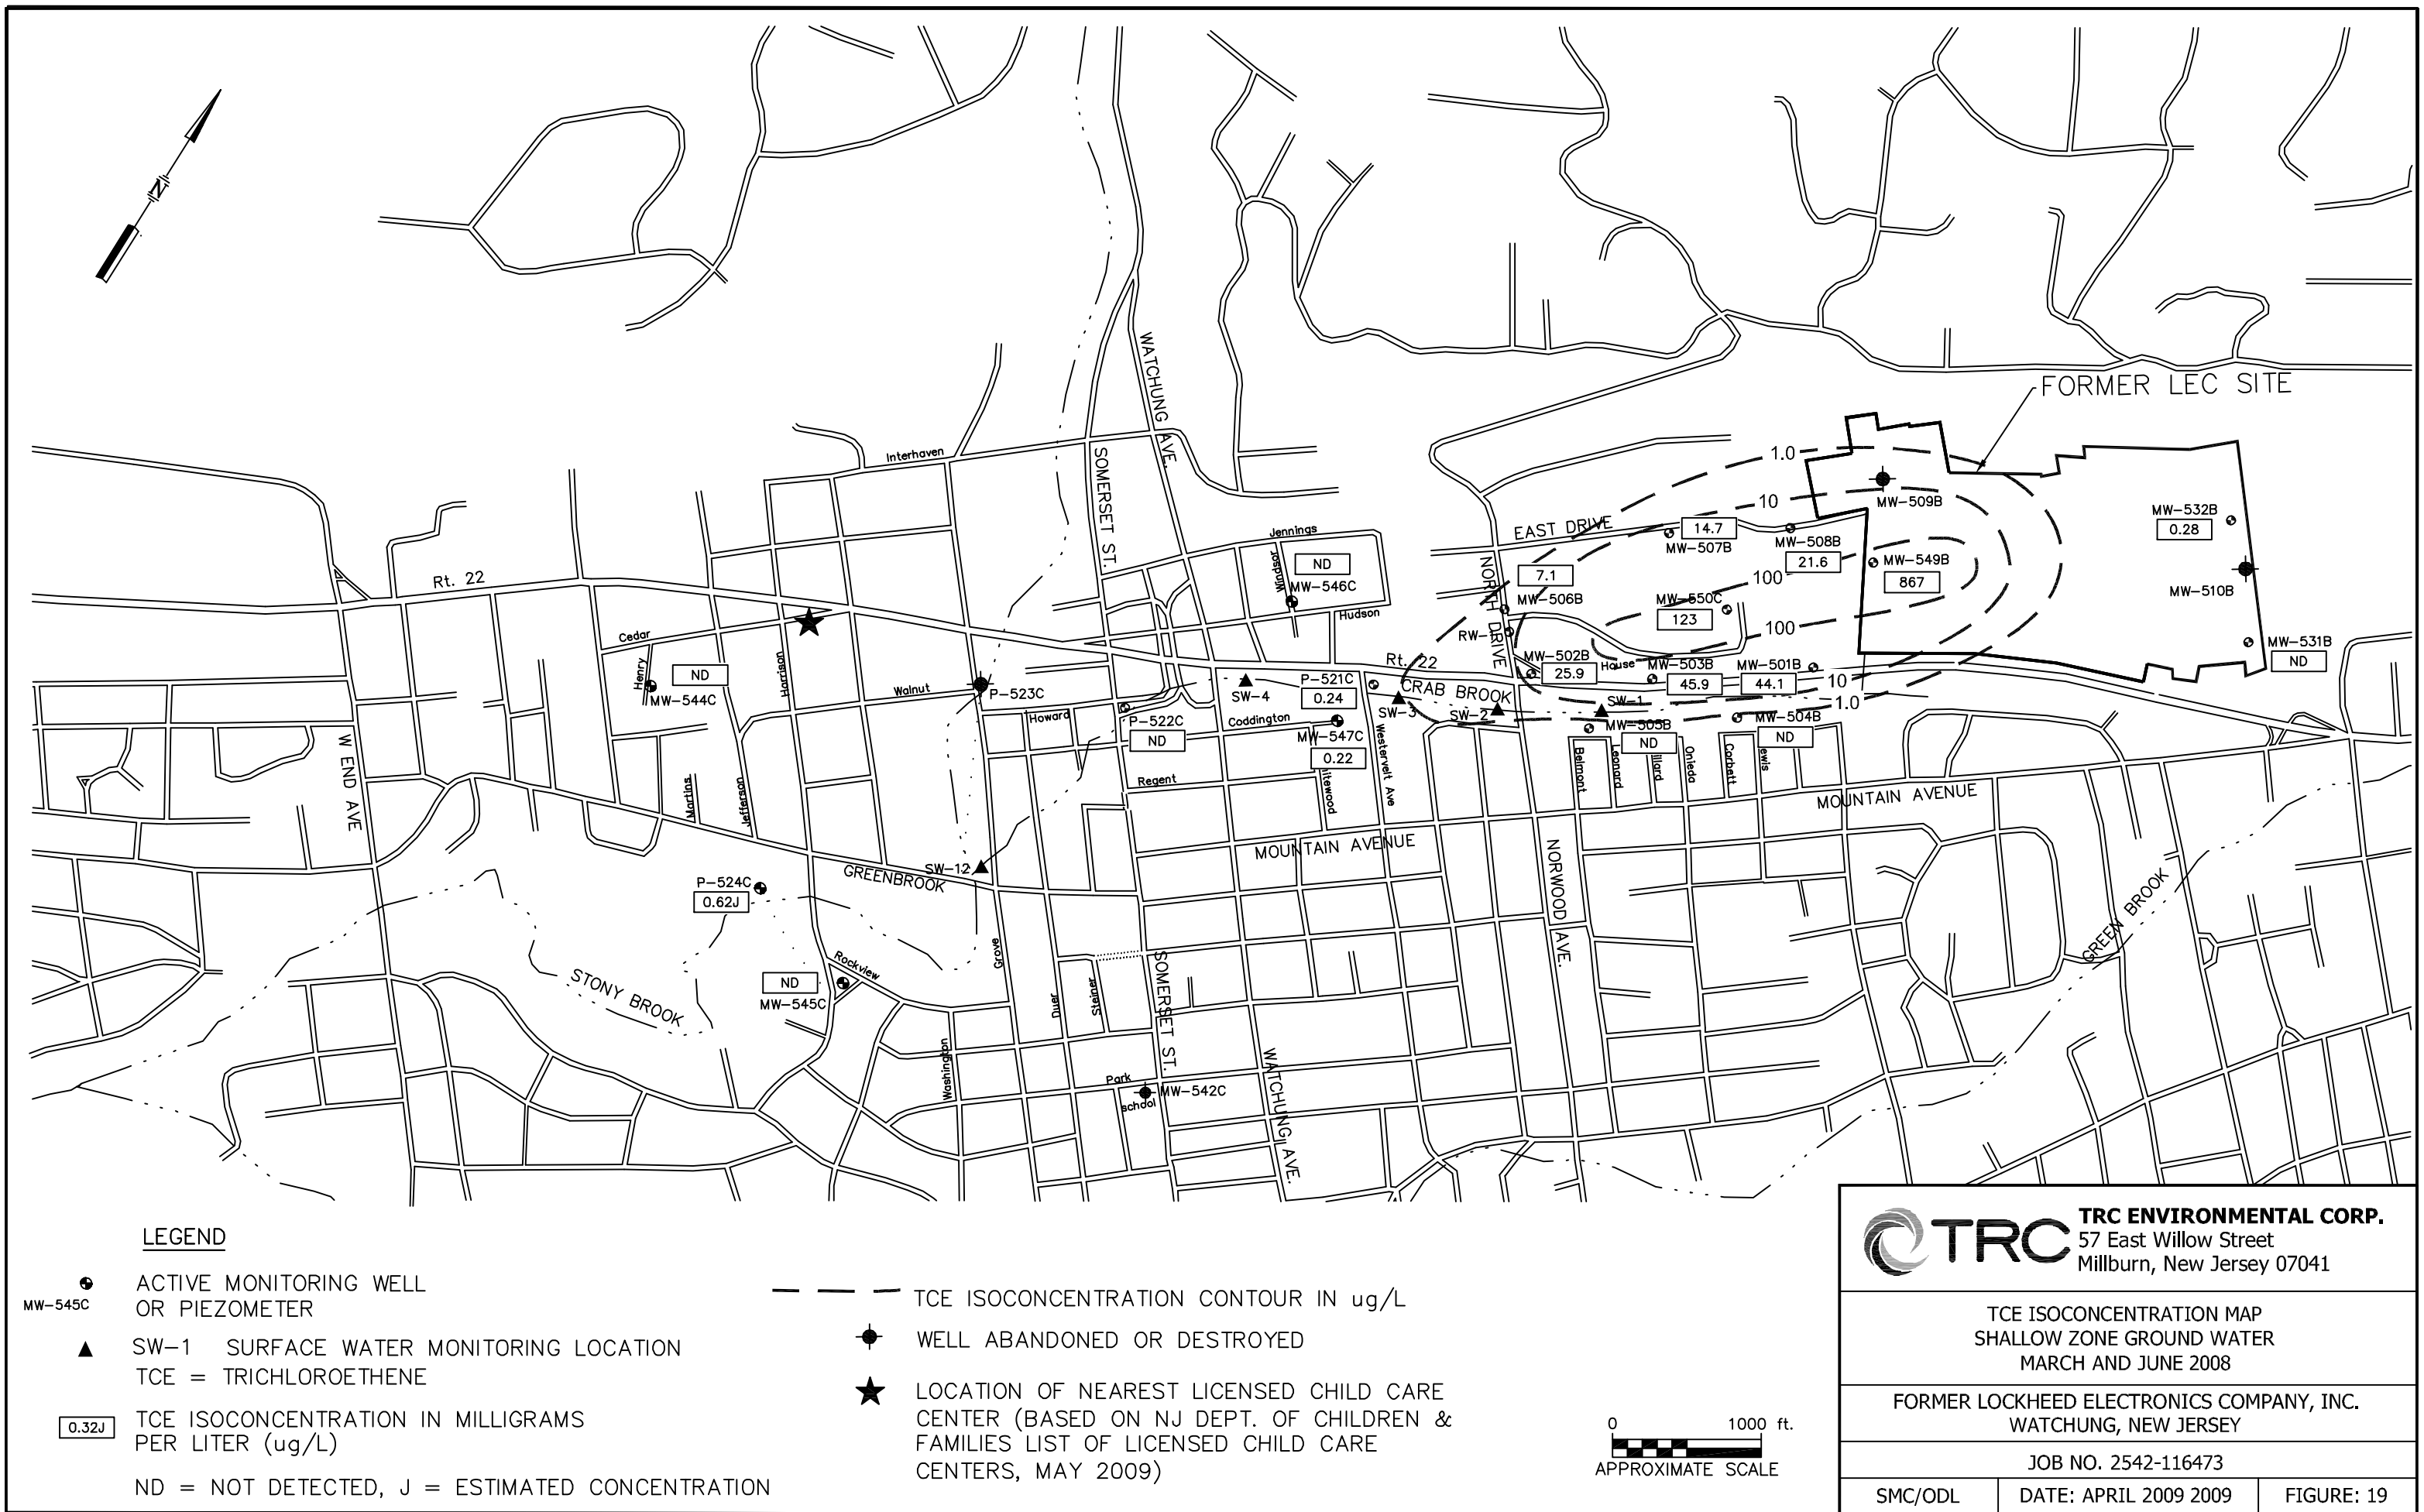 N
WATCHUNG AVE.
FORMER LEC SITE
Interhaven
SOMERSET ST.
1.0
10
MW-509B
MW-532B
0.28
EAST DRIVE
14.7
MW-507B
MW-508B
21.6
MW-549B
867
MW-510B
Jennings
Windsor
ND
MW-546C
Hudson
NORTH DRIVE
7.1
MW-506B
100
MW-550C
123
100
MW-531B
ND
Rt. 22
Cedar
Henry
ND
MW-544C
Harrison
Walnut
P-523C
Howard
P-522C
ND
SW-4
Coddington
P-521C
0.24
MW-547C
0.22
Rt. 22
CRAB BROOK
SW-3
SW-2
MW-502B
25.9
House
MW-503B
45.9
MW-501B
44.1
10
1.0
SW-1
MW-505B
ND
MW-504B
ND
Westervelt Ave
Belmont
Leonard
illard
Onieda
Corbett
ewis
W END AVE
Martins
Jefferson
Regent
itewood
MOUNTAIN AVENUE
MOUNTAIN AVENUE
GREENBROOK
SW-12
P-524C
0.62J
NORWOOD AVE.
GREEN BROOK
STONY BROOK
ND
MW-545C
Rockview
Grove
Duer
Steiner
SOMERSET ST.
Washington
Park
school
MW-542C
WATCHUNG AVE.
LEGEND
MW-545C
ACTIVE MONITORING WELL
OR PIEZOMETER
SW-1 SURFACE WATER MONITORING LOCATION
TCE = TRICHLOROETHENE
0.32J
TCE ISOCONCENTRATION IN MILLIGRAMS
PER LITER (ug/L)
ND = NOT DETECTED, J = ESTIMATED CONCENTRATION
TCE ISOCONCENTRATION CONTOUR IN ug/L
WELL ABANDONED OR DESTROYED
LOCATION OF NEAREST LICENSED CHILD CARE
CENTER (BASED ON NJ DEPT. OF CHILDREN &
FAMILIES LIST OF LICENSED CHILD CARE
CENTERS, MAY 2009)
0 1000 ft.
APPROXIMATE SCALE
TRC
TRC ENVIRONMENTAL CORP.
57 East Willow Street
Millburn, New Jersey 07041
TCE ISOCONCENTRATION MAP
SHALLOW ZONE GROUND WATER
MARCH AND JUNE 2008
FORMER LOCKHEED ELECTRONICS COMPANY, INC.
WATCHUNG, NEW JERSEY
JOB NO. 2542-116473
SMC/ODL
DATE: APRIL 2009 2009
FIGURE: 19